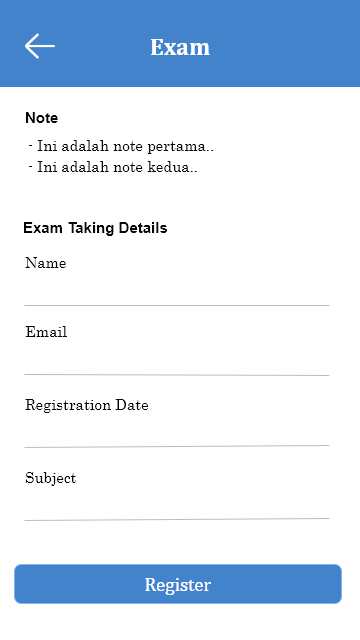 Exam
Note
- Ini adalah note pertama..
- Ini adalah note kedua..
Exam Taking Details
Name
Email
Registration Date
Subject
Register